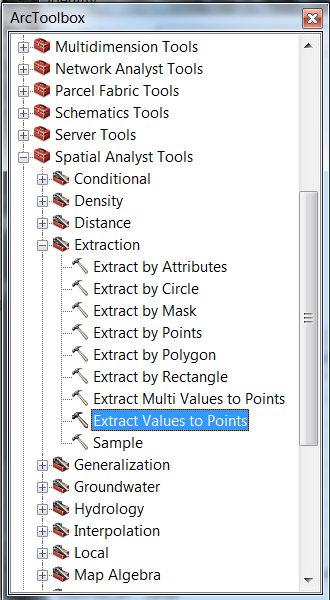 ArcToolbox
Multidimension Tools
Network Analyst Tools
Parcel Fabric Tools
Schematics Tools
Server Tools
Spatial Analyst Tools
Conditional
Density
Distance
Extraction
Extract by Attributes
Extract by Circle
Extract by Mask
Extract by Points
Extract by Polygon
Extract by Rectangle
Extract Multi Values to Points
Extract Values to Points
Sample
Generalization
Groundwater
Hydrology
Interpolation
Local
Map Algebra